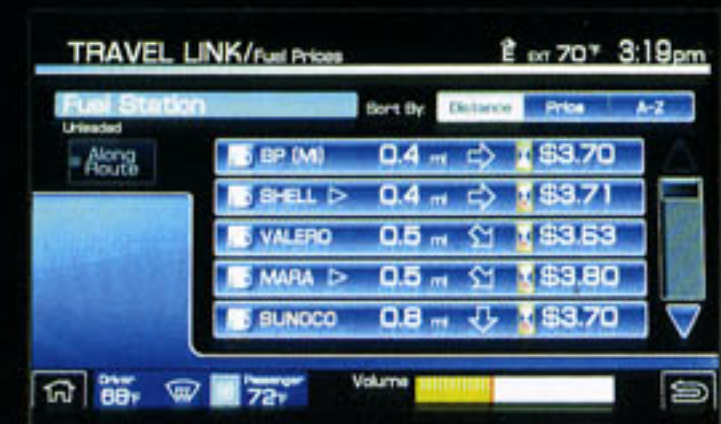 TRAVEL LINK/Fuel Prices E EXT 70°F 3:19pm
Fuel Station Sort By Distance Price A-Z
Unleaded
Along
Route
BP (MI) 0.4 mi $3.70
SHELL 0.4 mi $3.71
VALERO 0.5 mi $3.63
MARA 0.5 mi $3.80
SUNOCO 0.8 mi $3.70
Driver Passenger Volume
72°F